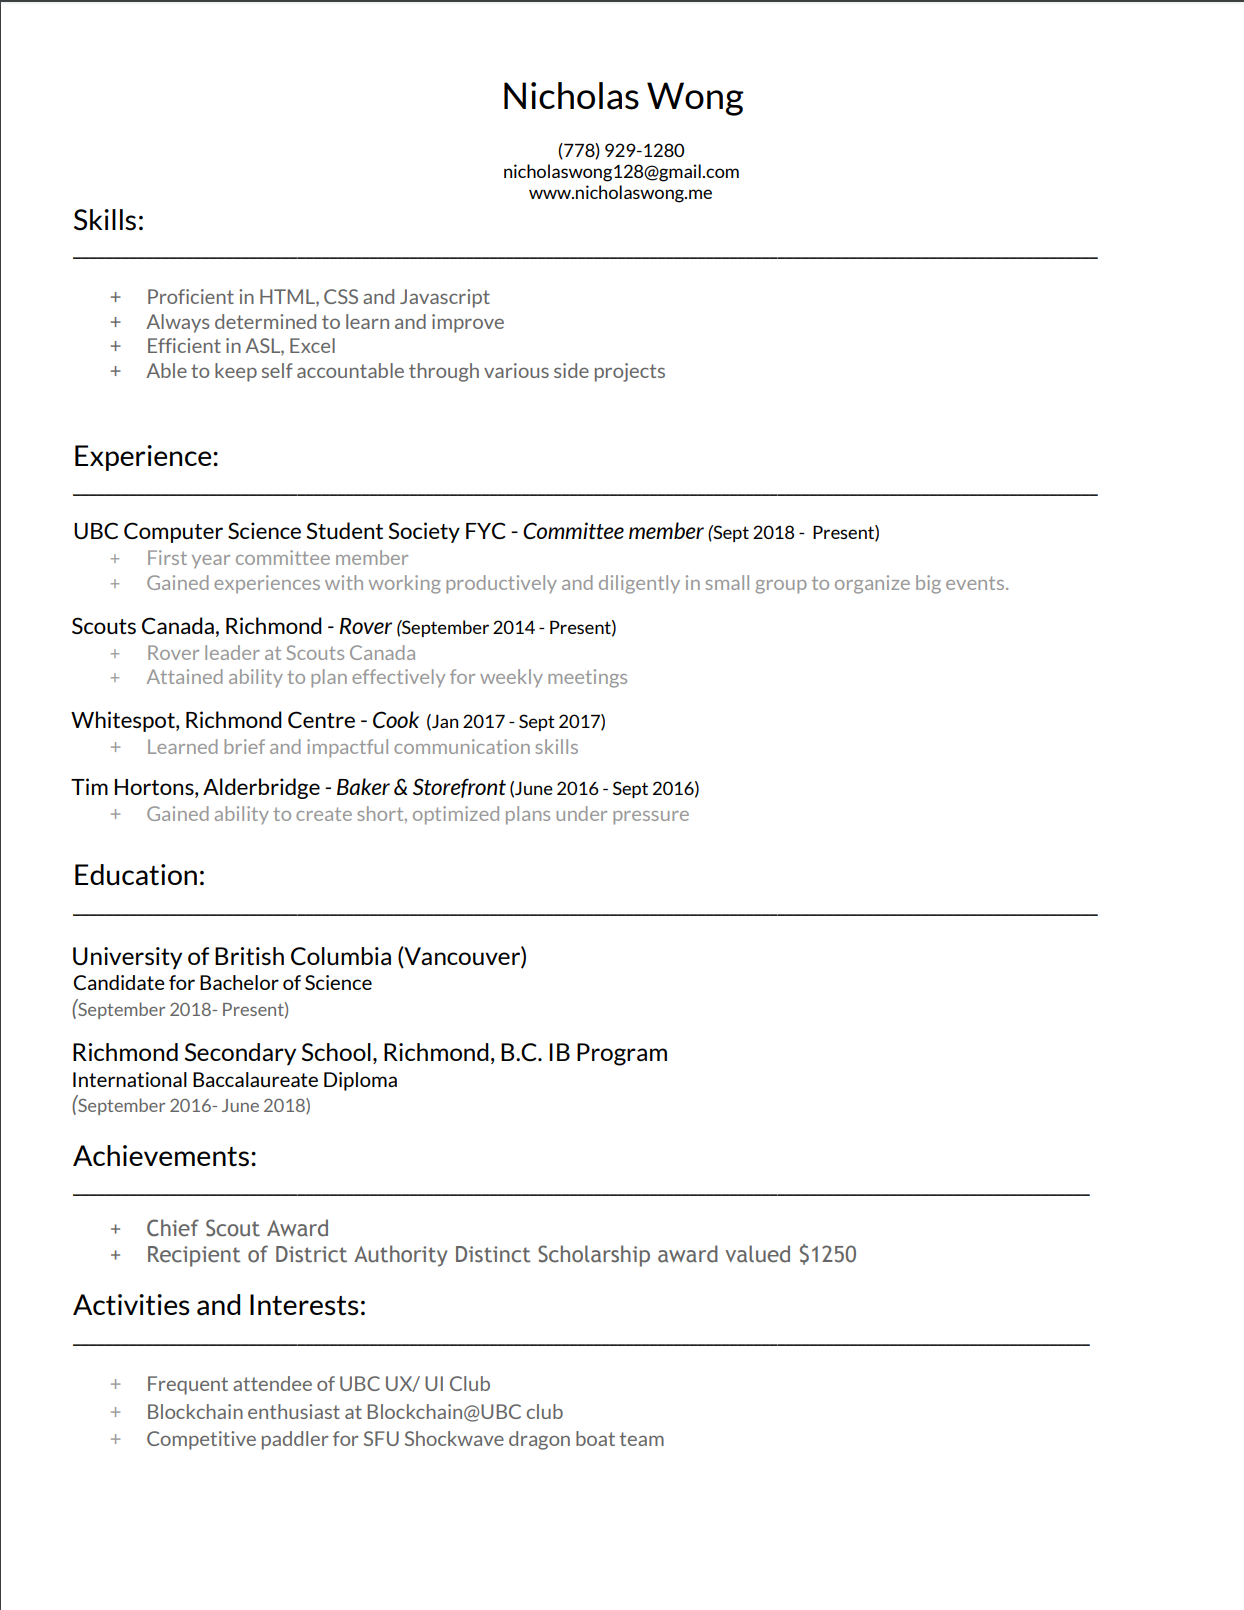 Nicholas Wong
(778) 929-1280
nicholaswong128@gmail.com
www.nicholaswong.me
Skills:
+ Proficient in HTML, CSS and Javascript
+ Always determined to learn and improve
+ Efficient in ASL, Excel
+ Able to keep self accountable through various side projects
Experience:
UBC Computer Science Student Society FYC - Committee member (Sept 2018 - Present)
+ First year committee member
+ Gained experiences with working productively and diligently in small group to organize big events.
Scouts Canada, Richmond - Rover (September 2014 - Present)
+ Rover leader at Scouts Canada
+ Attained ability to plan effectively for weekly meetings
Whitespot, Richmond Centre - Cook (Jan 2017 - Sept 2017)
+ Learned brief and impactful communication skills
Tim Hortons, Alderbridge - Baker & Storefront (June 2016 - Sept 2016)
+ Gained ability to create short, optimized plans under pressure
Education:
University of British Columbia (Vancouver)
Candidate for Bachelor of Science
(September 2018- Present)
Richmond Secondary School, Richmond, B.C. IB Program
International Baccalaureate Diploma
(September 2016- June 2018)
Achievements:
+ Chief Scout Award
+ Recipient of District Authority Distinct Scholarship award valued $1250
Activities and Interests:
+ Frequent attendee of UBC UX/ UI Club
+ Blockchain enthusiast at Blockchain@UBC club
+ Competitive paddler for SFU Shockwave dragon boat team